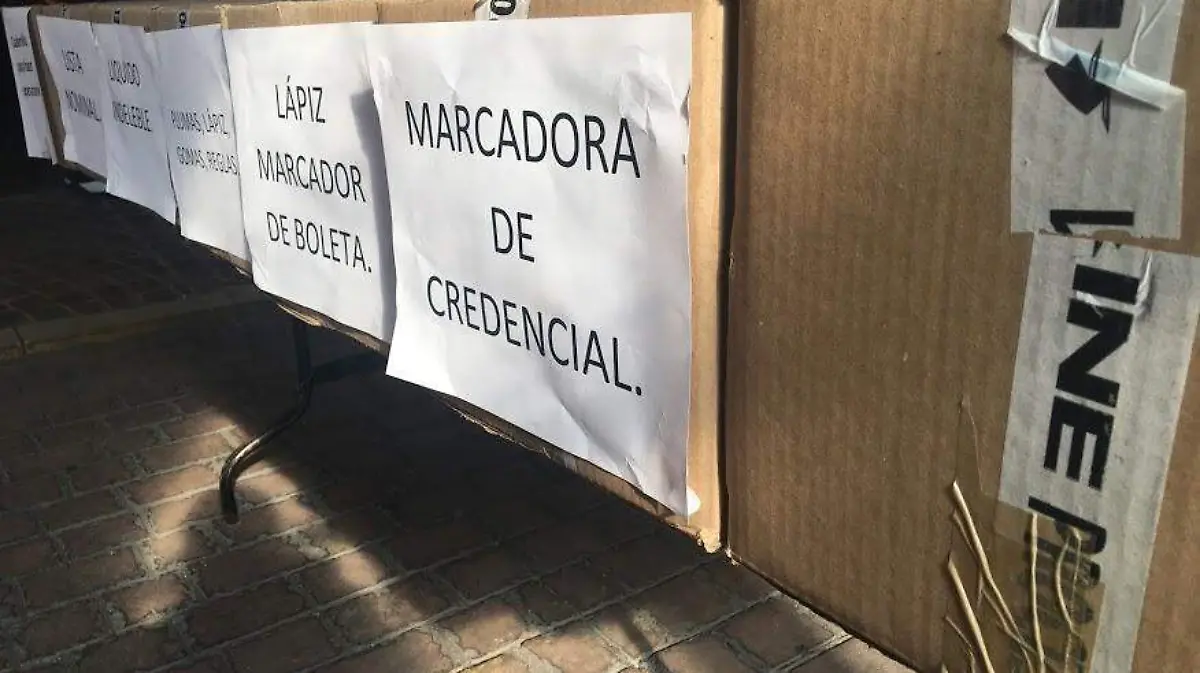 LISTA
NOMINAL
LÍQUIDO
INDELEBLE
PLUMAS, LÁPIZ,
GOMAS, REGLAS
LÁPIZ
MARCADOR
DE BOLETA.
MARCADORA
DE
CREDENCIAL.
INE